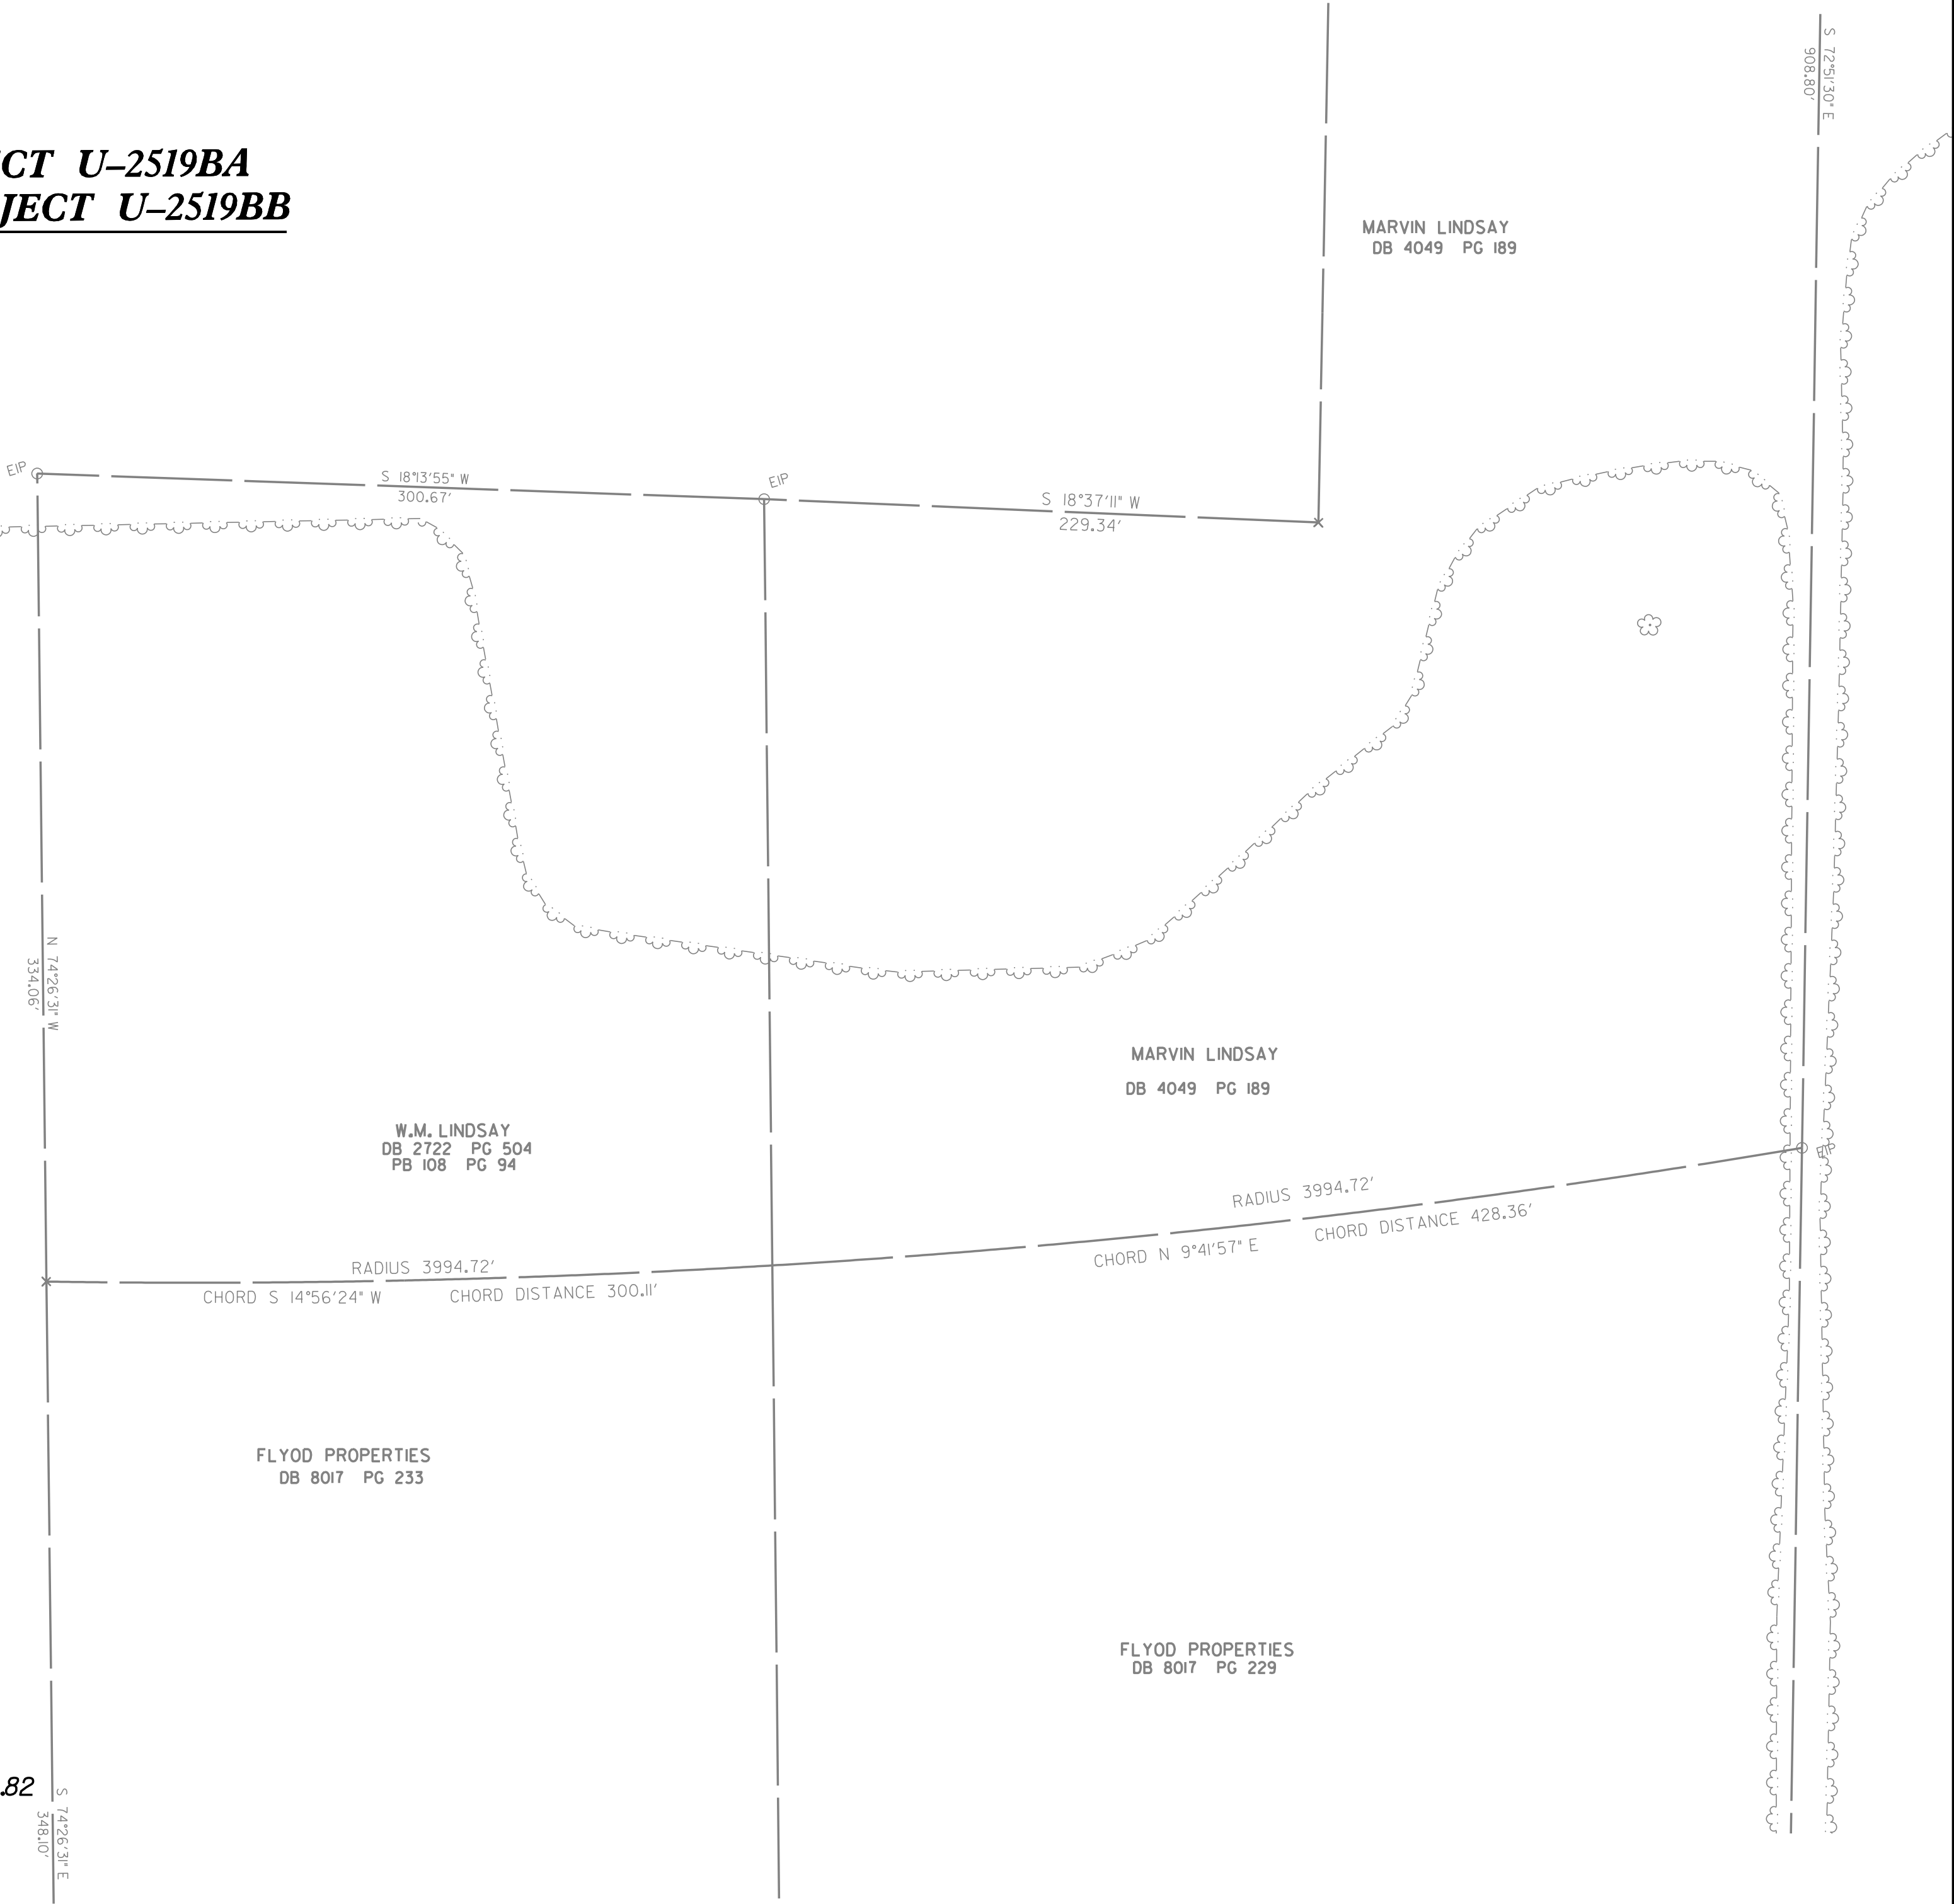 S 72°51'30" E
908.80'
CT U–2519BA
JECT U–2519BB
MARVIN LINDSAY
DB 4049 PG 189
EIP
S 18°13'55" W
300.67'
EIP
S 18°37'11" W
229.34'
N 74°26'31" W
334.06'
MARVIN LINDSAY
DB 4049 PG 189
W.M. LINDSAY
DB 2722 PG 504
PB 108 PG 94
EIP
RADIUS 3994.72'
CHORD N 9°41'57" E CHORD DISTANCE 428.36'
RADIUS 3994.72'
CHORD S 14°56'24" W CHORD DISTANCE 300.11'
FLYOD PROPERTIES
DB 8017 PG 233
FLYOD PROPERTIES
DB 8017 PG 229
.82
S 74°26'31" E
348.10'